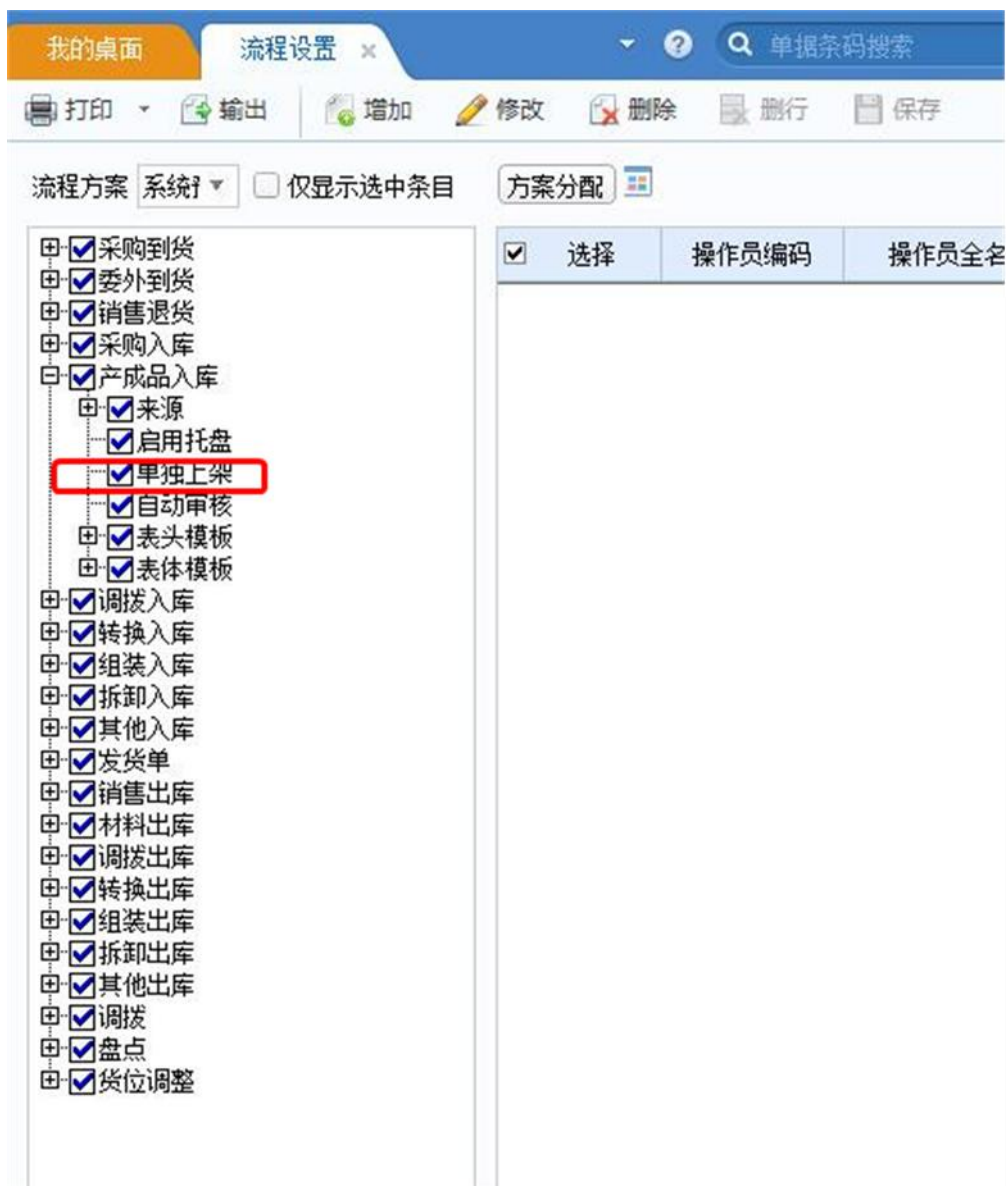 我的桌面 流程设置 × ? 单据条码搜索
打印 输出 增加 修改 删除 删行 保存
流程方案 仅显示选中条目 方案分配
选择 操作员编码 操作员全名
采购到货
委外到货
销售退货
采购入库
产成品入库
来源
启用托盘
单独上架
自动审核
表头模板
表体模板
调拨入库
转换入库
组装入库
拆卸入库
其他入库
发货单
销售出库
材料出库
调拨出库
转换出库
组装出库
拆卸出库
其他出库
调拨
盘点
货位调整